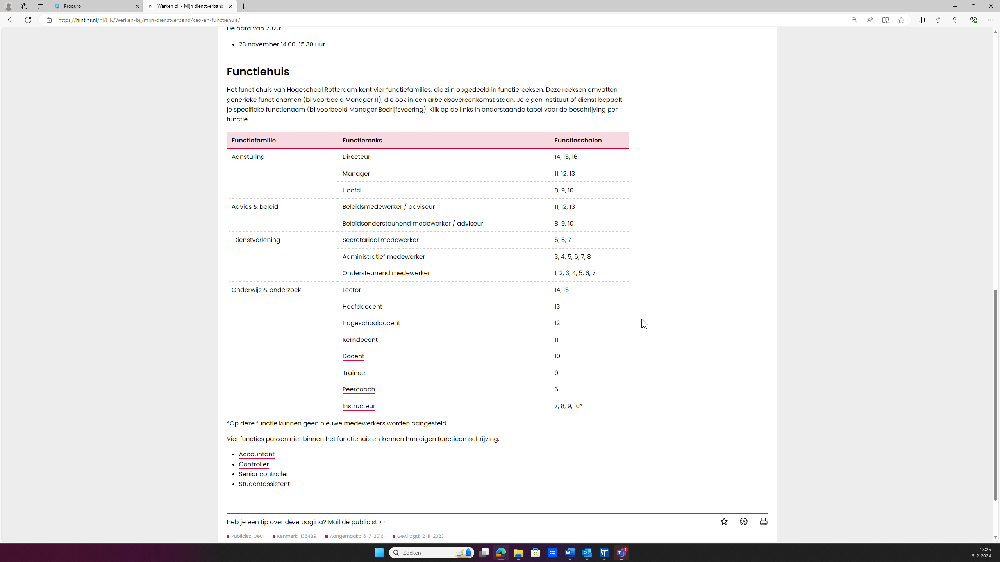 Proquro
Werken bij - Mijn dienstverband
https://hint.hr.nl/nl/HR/Werken-bij/mijn-dienstverband/cao-en-functiehuis/
De data van 2023:
• 23 november 14.00-15.30 uur
Functiehuis
Het functiehuis van Hogeschool Rotterdam kent vier functiefamilies, die zijn opgedeeld in functiereeksen. Deze reeksen omvatten
generieke functienamen (bijvoorbeeld Manager 11), die ook in een arbeidsovereenkomst staan. Je eigen instituut of dienst bepaalt
je specifieke functienaam (bijvoorbeeld Manager Bedrijfsvoering). Klik op de links in onderstaande tabel voor de beschrijving per
functie.
Functiefamilie Functiereeks Functieschalen
Aansturing Directeur 14, 15, 16
Manager 11, 12, 13
Hoofd 8, 9, 10
Advies & beleid Beleidsmedewerker / adviseur 11, 12, 13
Beleidsondersteunend medewerker / adviseur 8, 9, 10
Dienstverlening Secretarieel medewerker 5, 6, 7
Administratief medewerker 3, 4, 5, 6, 7, 8
Ondersteunend medewerker 1, 2, 3, 4, 5, 6, 7
Onderwijs & onderzoek Lector 14, 15
Hoofddocent 13
Hogeschooldocent 12
Kerndocent 11
Docent 10
Trainee 9
Peercoach 6
Instructeur 7, 8, 9, 10*
*Op deze functie kunnen geen nieuwe medewerkers worden aangesteld.
Vier functies passen niet binnen het functiehuis en kennen hun eigen functieomschrijving:
• Accountant
• Controller
• Senior controller
• Studentassistent
Heb je een tip over deze pagina? Mail de publicist >>
Publicist: OeO Kenmerk: 135489 Aangemaakt: 6-7-2016 Gewijzigd: 2-11-2023
Zoeken
1
13:25
5-2-2024